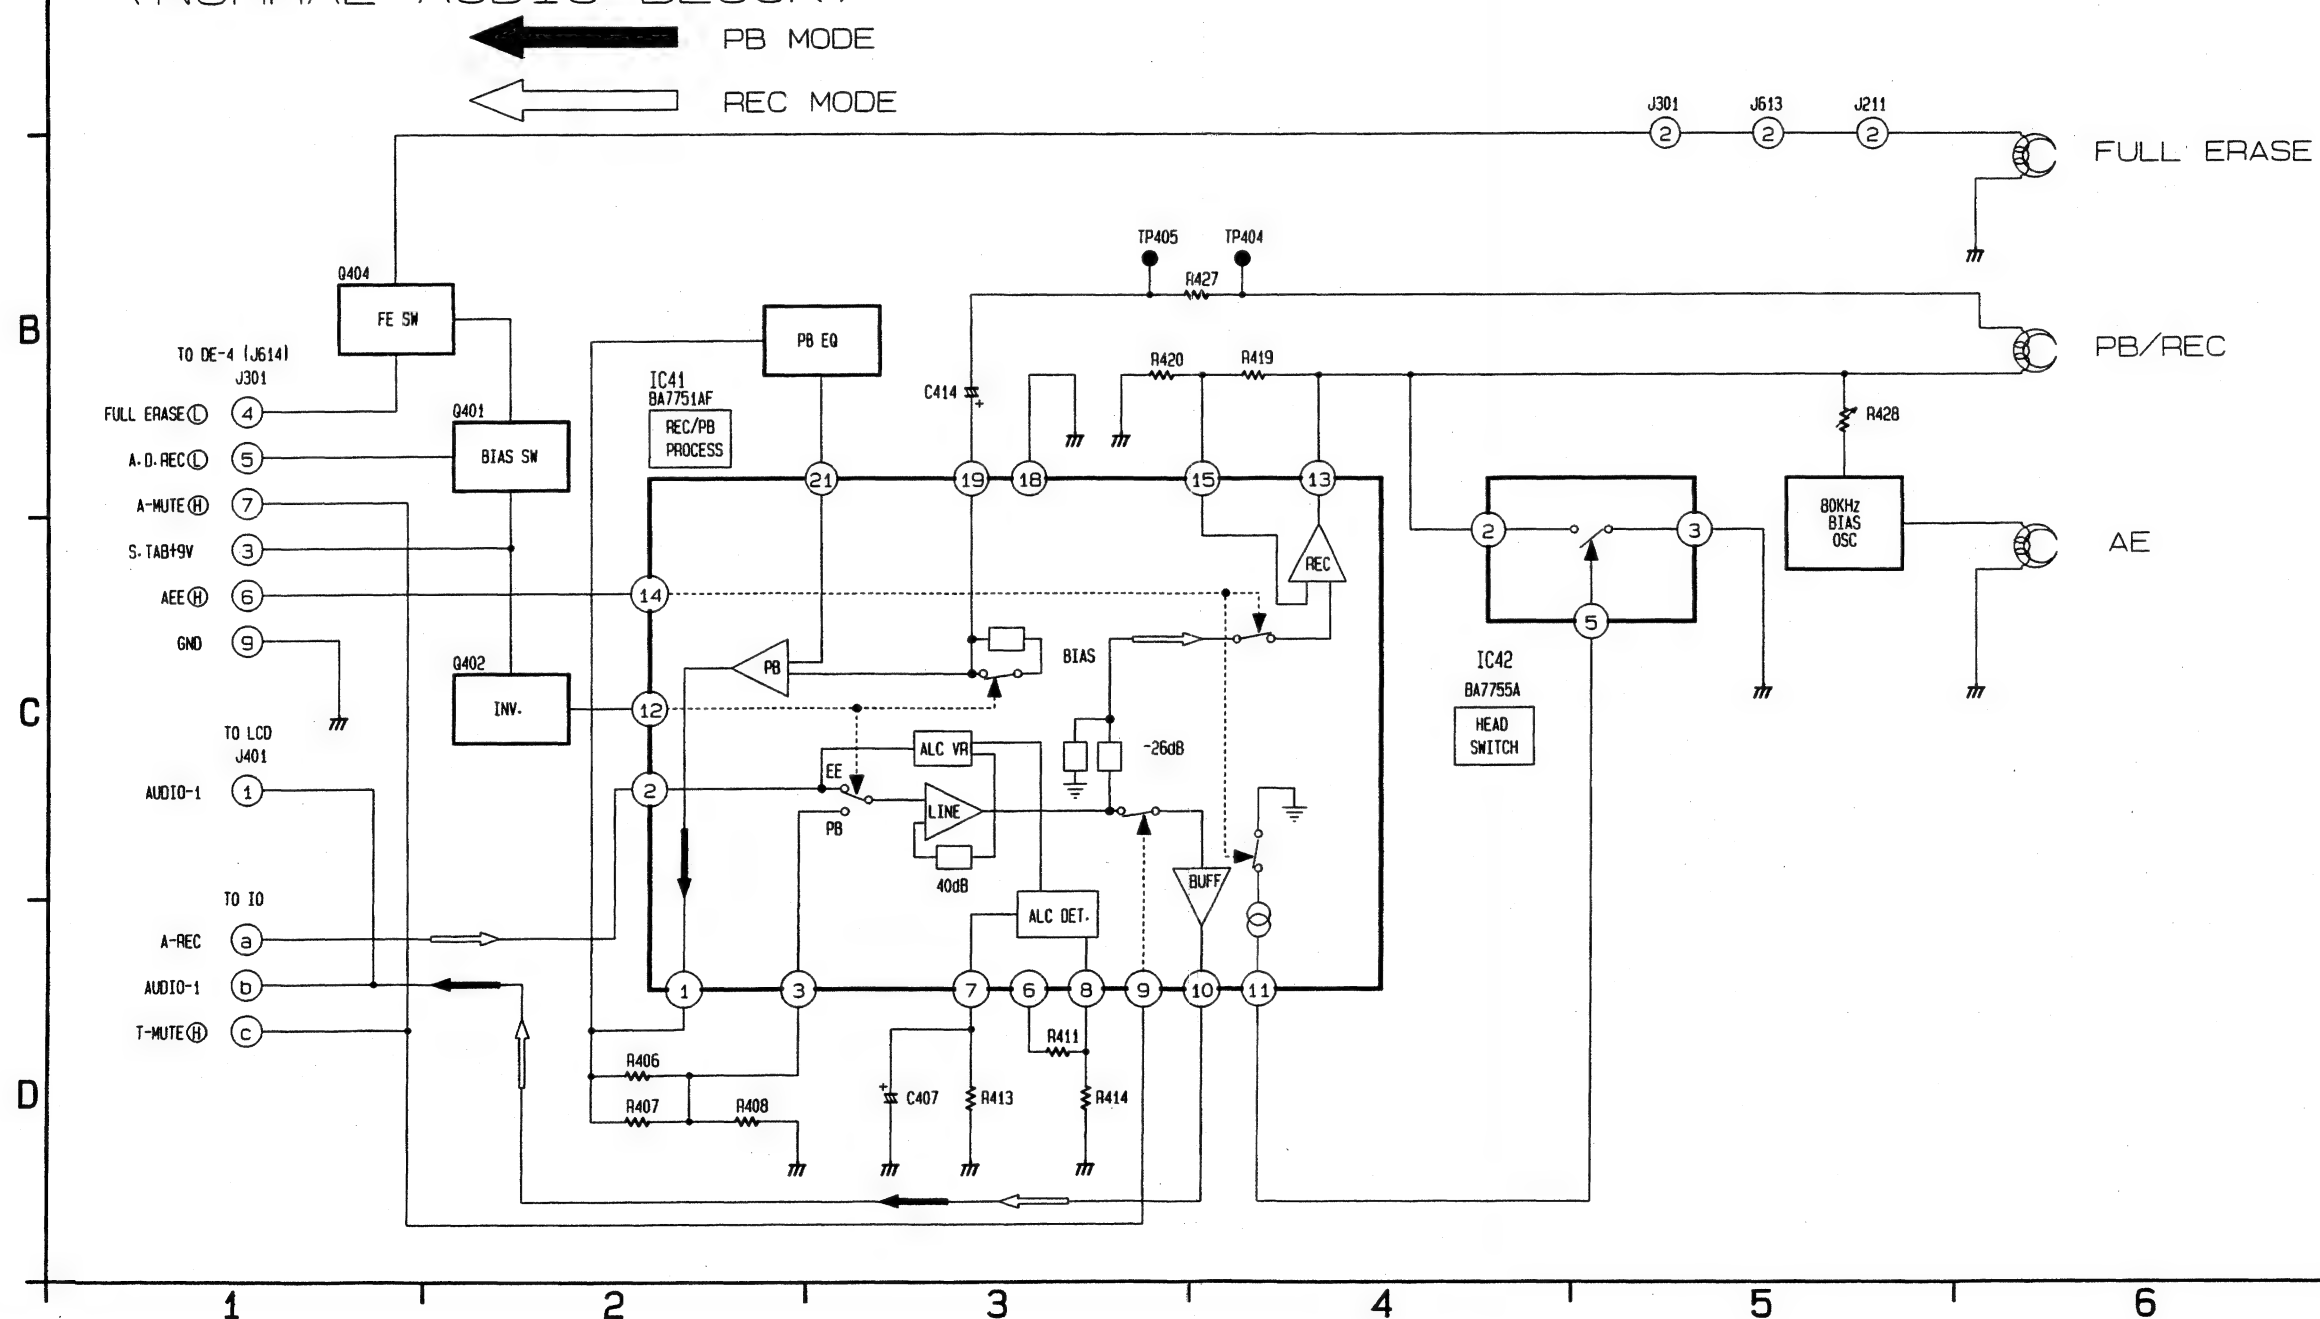 PB MODE
REC MODE
J301
J613
J211
2
2
2
FULL ERASE
TP405
TP404
R427
Q404
FE SW
B
PB EQ
PB/REC
TO DE-4 (J614)
J301
R420
R419
IC41
BA7751AF
REC/PB
PROCESS
C414
+
R428
FULL ERASE(L)
4
Q401
BIAS SW
A.D.REC(L)
5
21
19
18
15
13
A-MUTE(H)
7
80KHz
BIAS
OSC
2
3
AE
S.TAB+9V
3
REC
AEE(H)
6
14
5
GND
9
BIAS
IC42
BA7755A
HEAD
SWITCH
Q402
INV.
PB
C
12
TO LCD
J401
ALC VR
-26dB
EE
AUDIO-1
1
2
LINE
PB
40dB
BUFF
TO IO
ALC DET.
A-REC
a
AUDIO-1
b
1
3
7
6
8
9
10
11
T-MUTE(H)
c
R411
R406
D
+
C407
R413
R414
R407
R408
1
2
3
4
5
6